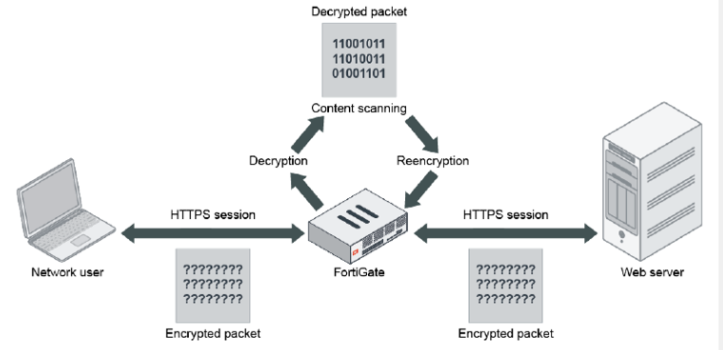 Decrypted packet
11001011
11010011
01001101
Content scanning
Decryption
Reencryption
HTTPS session
HTTPS session
Network user
FortiGate
Web server
????????
????????
????????
Encrypted packet
????????
????????
????????
Encrypted packet